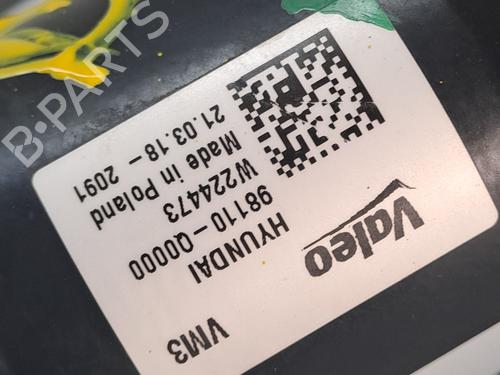 Valeo
VM3
HYUNDAI
98110-Q0000
W224473
Made in Poland
21.03.18-2091
B-PARTS